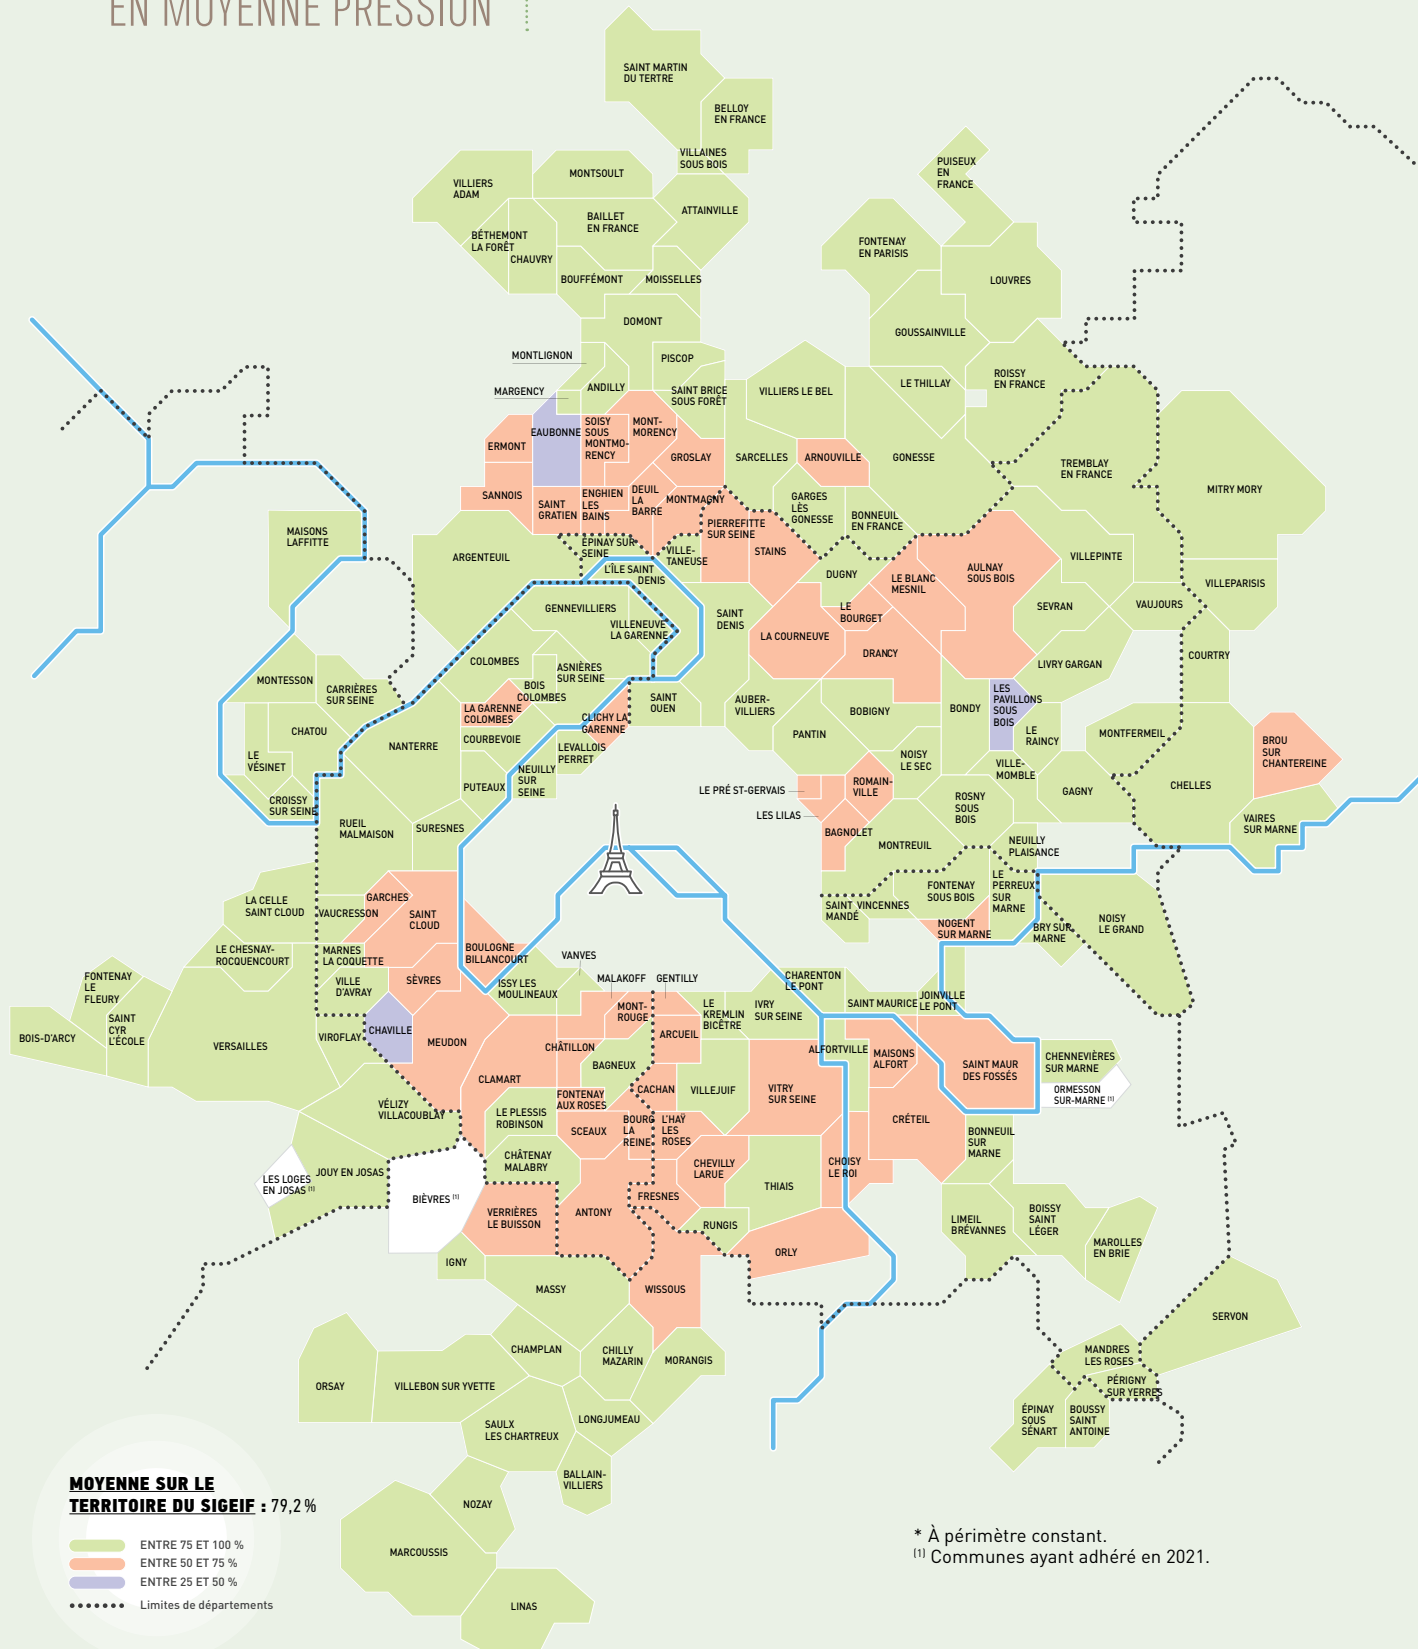 EN MOYENNE PRESSION
SAINT MARTIN
DU TERTRE
BELLOY
EN FRANCE
VILLAINES
SOUS BOIS
PUISEUX
EN
FRANCE
MONTSOULT
VILLIERS
ADAM
ATTAINVILLE
BAILLET
EN FRANCE
BÉTHEMONT
LA FORÊT
CHAUVRY
FONTENAY
EN PARISIS
BOUFFÉMONT
MOISSELLES
LOUVRES
DOMONT
GOUSSAINVILLE
MONTLIGNON
PISCOP
ROISSY
EN FRANCE
MARGENCY
ANDILLY
SAINT BRICE
SOUS FORÊT
VILLIERS LE BEL
LE THILLAY
EAUBONNE
SOISY
SOUS
MONTMO-
RENCY
MONT-
MORENCY
ERMONT
GROSLAY
SARCELLES
ARNOUVILLE
GONESSE
TREMBLAY
EN FRANCE
MITRY MORY
SANNOIS
SAINT
GRATIEN
ENGHIEN
LES
BAINS
DEUIL
LA
BARRE
MONTMAGNY
GARGES
LÈS
GONESSE
BONNEUIL
EN FRANCE
MAISONS
LAFFITTE
ARGENTEUIL
ÉPINAY SUR
SEINE
VILLE-
TANEUSE
PIERREFITTE
SUR SEINE
STAINS
L'ÎLE SAINT
DENIS
DUGNY
LE BLANC
MESNIL
AULNAY
SOUS BOIS
VILLEPINTE
VILLEPARISIS
GENNEVILLIERS
VILLENEUVE
LA GARENNE
SAINT
DENIS
LE
BOURGET
SEVRAN
VAUJOURS
LA COURNEUVE
DRANCY
COLOMBES
ASNIÈRES
SUR SEINE
BOIS
COLOMBES
LIVRY GARGAN
COURTRY
MONTESSON
CARRIÈRES
SUR SEINE
LA GARENNE
COLOMBES
CLICHY LA
GARENNE
SAINT
OUEN
AUBER-
VILLIERS
BOBIGNY
BONDY
LES
PAVILLONS
SOUS
BOIS
LE
RAINCY
MONTFERMEIL
CHATOU
NANTERRE
COURBEVOIE
LEVALLOIS
PERRET
PANTIN
NOISY
LE SEC
VILLE-
MOMBLE
BROU
SUR
CHANTEREINE
LE
VÉSINET
PUTEAUX
NEUILLY
SUR
SEINE
LE PRÉ ST-GERVAIS
ROMAIN-
VILLE
GAGNY
CHELLES
CROISSY
SUR SEINE
LES LILAS
ROSNY
SOUS
BOIS
RUEIL
MALMAISON
SURESNES
BAGNOLET
MONTREUIL
NEUILLY
PLAISANCE
VAIRES
SUR MARNE
LA CELLE
SAINT CLOUD
VAUCRESSON
GARCHES
SAINT
CLOUD
SAINT
MANDÉ
VINCENNES
FONTENAY
SOUS BOIS
LE
PERREUX
SUR
MARNE
NOGENT
SUR MARNE
BRY SUR
MARNE
NOISY
LE GRAND
LE CHESNAY-
ROCQUENCOURT
MARNES
LA COQUETTE
BOULOGNE
BILLANCOURT
VANVES
FONTENAY
LE
FLEURY
VILLE
D'AVRAY
SÈVRES
ISSY LES
MOULINEAUX
MALAKOFF
GENTILLY
CHARENTON
LE PONT
MONT-
ROUGE
LE
KREMLIN
BICÊTRE
IVRY
SUR SEINE
SAINT MAURICE
JOINVILLE
LE PONT
BOIS-D'ARCY
SAINT
CYR
L'ÉCOLE
VERSAILLES
VIROFLAY
CHAVILLE
MEUDON
CHÂTILLON
ARCUEIL
ALFORTVILLE
MAISONS
ALFORT
SAINT MAUR
DES FOSSÉS
CHENNEVIÈRES
SUR MARNE
BAGNEUX
CLAMART
FONTENAY
AUX ROSES
CACHAN
VILLEJUIF
VITRY
SUR SEINE
ORMESSON
SUR-MARNE (1)
VÉLIZY
VILLACOUBLAY
LE PLESSIS
ROBINSON
SCEAUX
BOURG
LA
REINE
L'HAŸ
LES
ROSES
CRÉTEIL
BONNEUIL
SUR
MARNE
LES LOGES
EN JOSAS (1)
JOUY EN JOSAS
CHÂTENAY
MALABRY
CHEVILLY
LARUE
CHOISY
LE ROI
BIÈVRES (1)
THIAIS
FRESNES
VERRIÈRES
LE BUISSON
ANTONY
RUNGIS
LIMEIL
BRÉVANNES
BOISSY
SAINT
LÉGER
MAROLLES
EN BRIE
ORLY
IGNY
MASSY
WISSOUS
SERVON
CHAMPLAN
CHILLY
MAZARIN
MORANGIS
MANDRES
LES ROSES
ORSAY
VILLEBON SUR YVETTE
PÉRIGNY
SUR YERRES
SAULX
LES CHARTREUX
LONGJUMEAU
ÉPINAY
SOUS
SÉNART
BOUSSY
SAINT
ANTOINE
BALLAIN-
VILLIERS
NOZAY
MARCOUSSIS
LINAS
MOYENNE SUR LE
TERRITOIRE DU SIGEIF : 79,2 %
ENTRE 75 ET 100 %
ENTRE 50 ET 75 %
ENTRE 25 ET 50 %
Limites de départements
* À périmètre constant.
(1) Communes ayant adhéré en 2021.